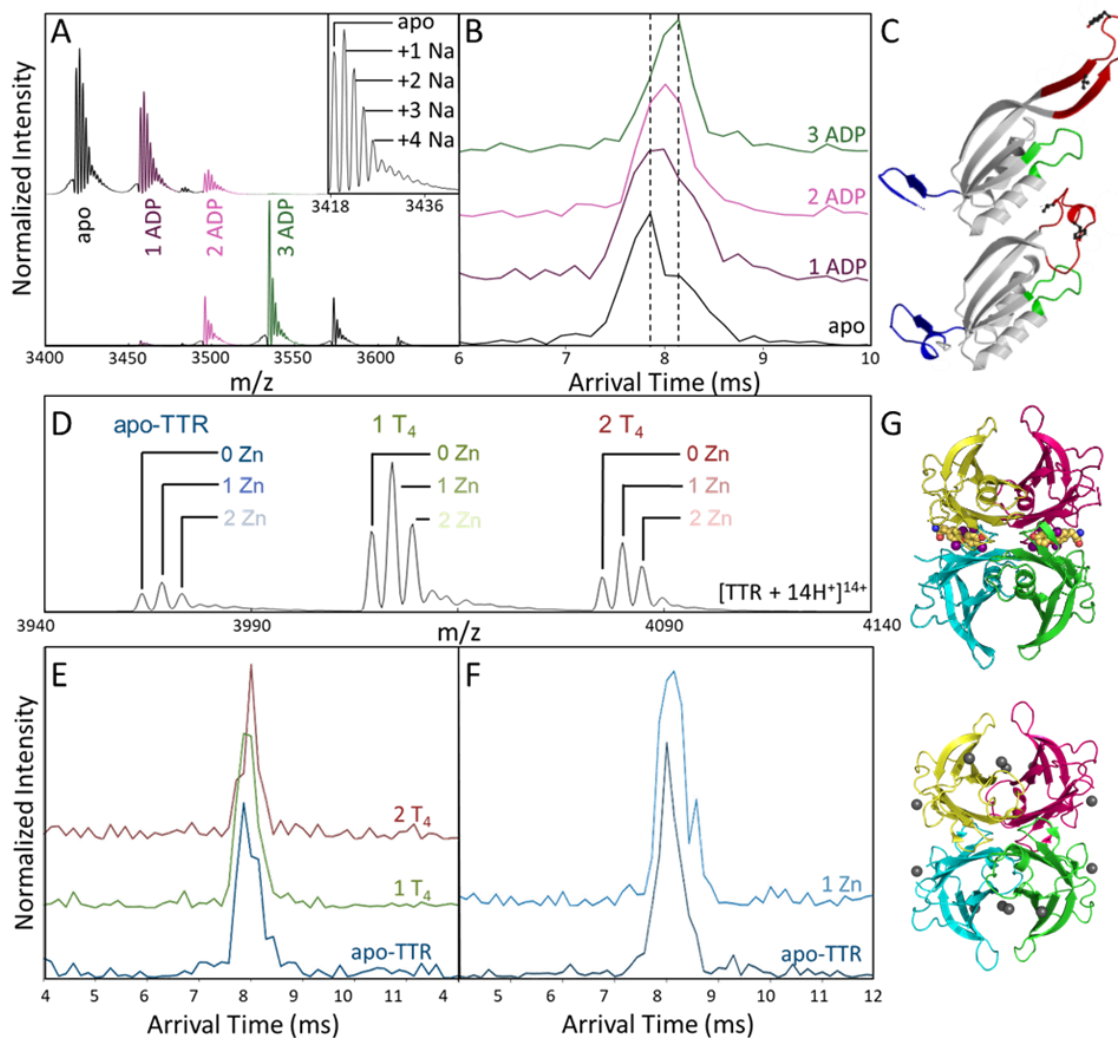 A
apo
+1 Na
+2 Na
+3 Na
+4 Na
3418 3436
apo
1 ADP
2 ADP
3 ADP
Normalized Intensity
3400 3450 3500 3550 3600
m/z
B
3 ADP
2 ADP
1 ADP
apo
6 7 8 9 10
Arrival Time (ms)
C
D
apo-TTR
0 Zn
1 Zn
2 Zn
1 T₄
0 Zn
1 Zn
2 Zn
2 T₄
0 Zn
1 Zn
2 Zn
[TTR + 14H⁺]¹⁴⁺
3940 3990 m/z 4090 4140
G
E
2 T₄
1 T₄
apo-TTR
Normalized Intensity
4 5 6 7 8 9 10 11
Arrival Time (ms)
F
1 Zn
apo-TTR
4 5 6 7 8 9 10 11 12
Arrival Time (ms)